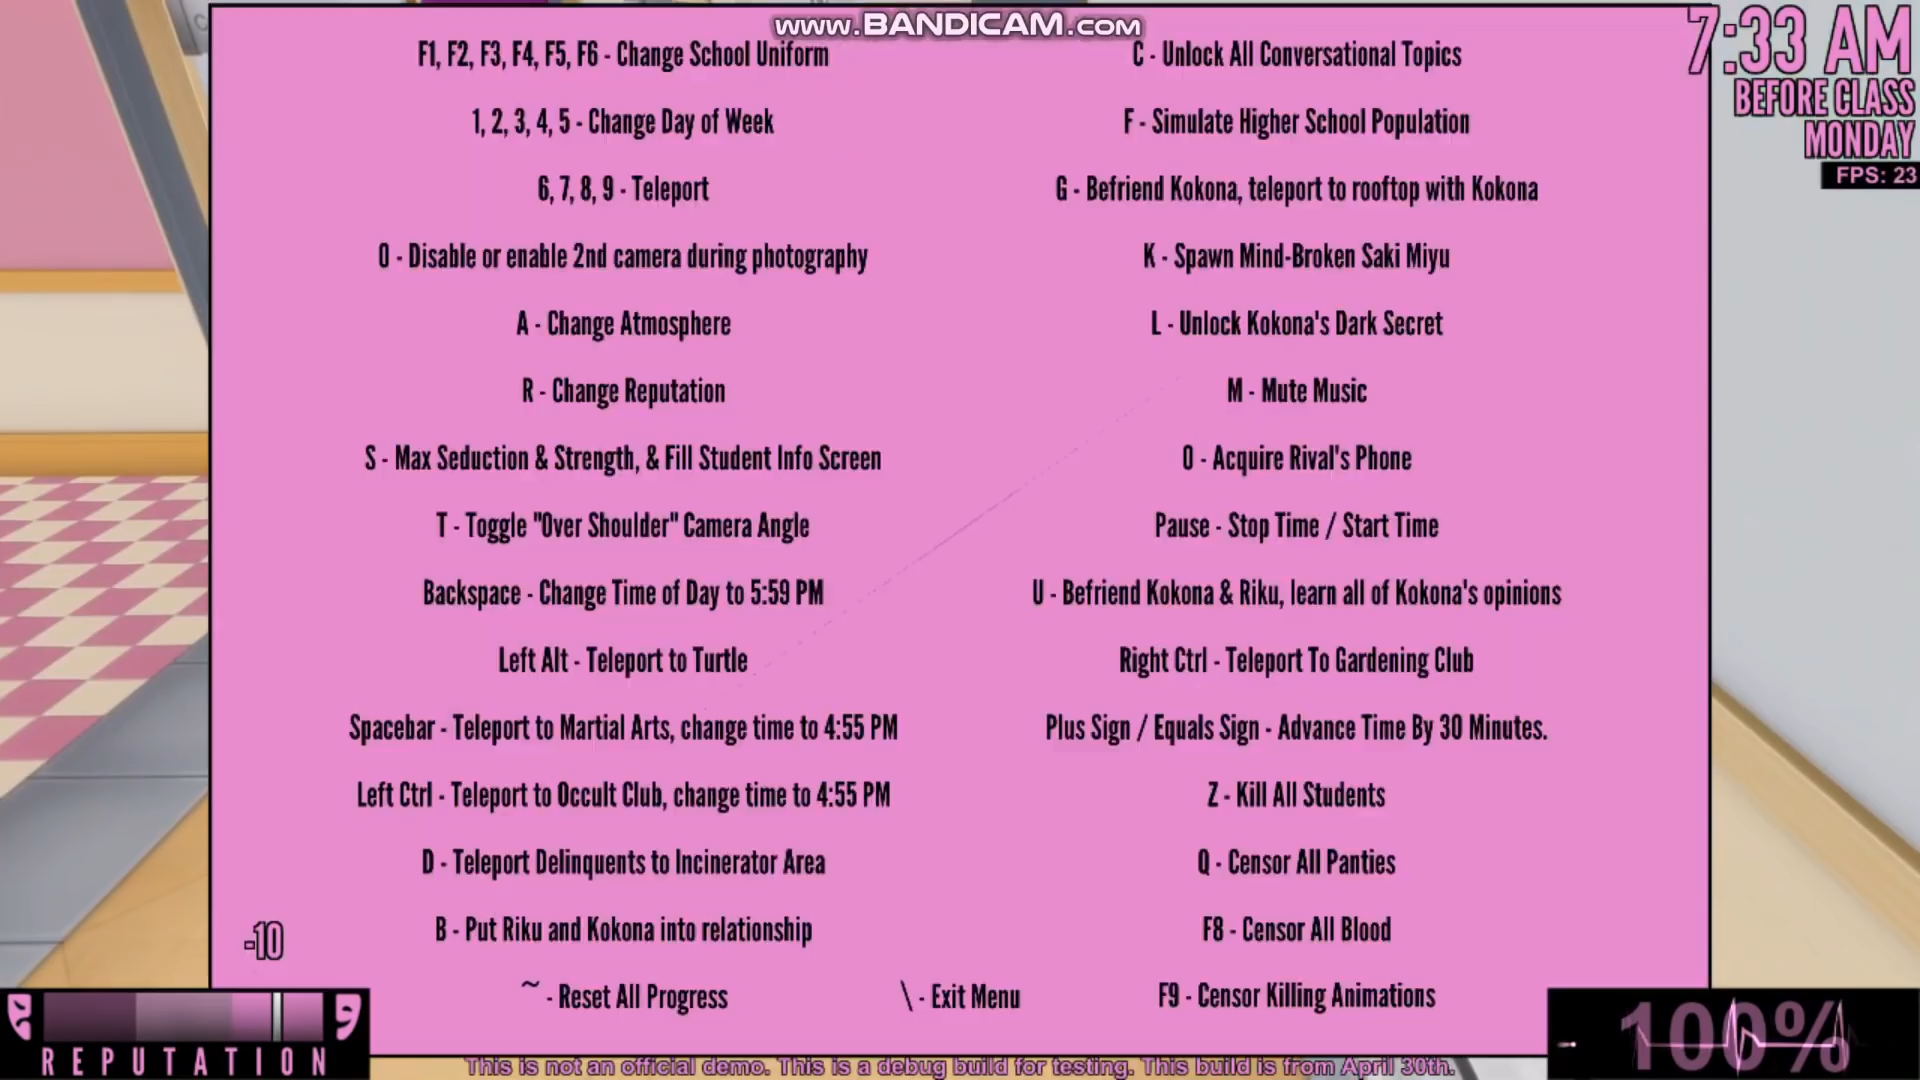 www.BANDICAM.com
F1, F2, F3, F4, F5, F6 - Change School Uniform
1, 2, 3, 4, 5 - Change Day of Week
6, 7, 8, 9 - Teleport
0 - Disable or enable 2nd camera during photography
A - Change Atmosphere
R - Change Reputation
S - Max Seduction & Strength, & Fill Student Info Screen
T - Toggle "Over Shoulder" Camera Angle
Backspace - Change Time of Day to 5:59 PM
Left Alt - Teleport to Turtle
Spacebar - Teleport to Martial Arts, change time to 4:55 PM
Left Ctrl - Teleport to Occult Club, change time to 4:55 PM
D - Teleport Delinquents to Incinerator Area
B - Put Riku and Kokona into relationship
~ - Reset All Progress
\ - Exit Menu
C - Unlock All Conversational Topics
F - Simulate Higher School Population
G - Befriend Kokona, teleport to rooftop with Kokona
K - Spawn Mind-Broken Saki Miyu
L - Unlock Kokona's Dark Secret
M - Mute Music
O - Acquire Rival's Phone
Pause - Stop Time / Start Time
U - Befriend Kokona & Riku, learn all of Kokona's opinions
Right Ctrl - Teleport To Gardening Club
Plus Sign / Equals Sign - Advance Time By 30 Minutes.
Z - Kill All Students
Q - Censor All Panties
F8 - Censor All Blood
F9 - Censor Killing Animations
7:33 AM
BEFORE CLASS
MONDAY
FPS: 23
-10
REPUTATION
100%
This is not an official demo. This is a debug build for testing. This build is from April 30th.